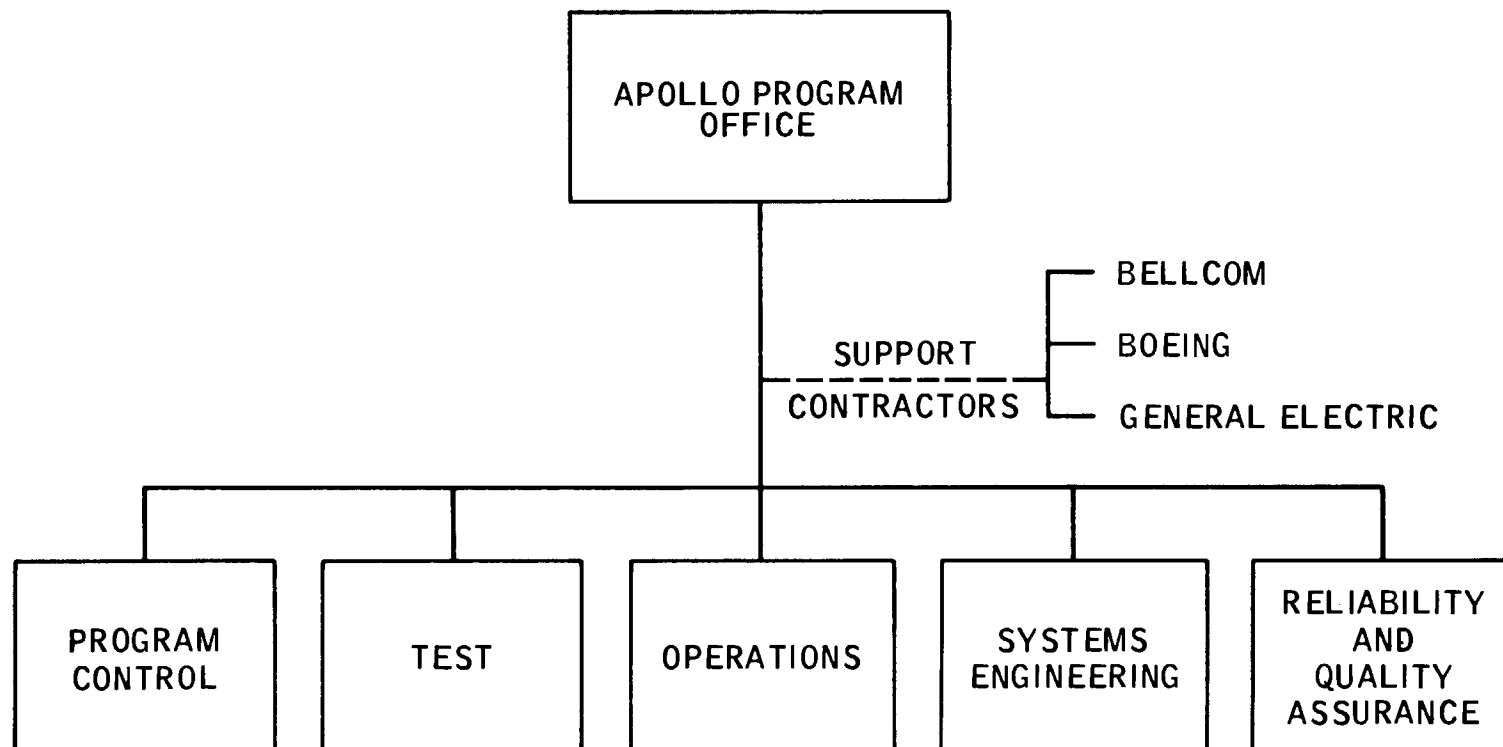 APOLLO PROGRAM
OFFICE
BELLCOM
SUPPORT
BOEING
CONTRACTORS
GENERAL ELECTRIC
PROGRAM
CONTROL
TEST
OPERATIONS
SYSTEMS
ENGINEERING
RELIABILITY
AND
QUALITY
ASSURANCE